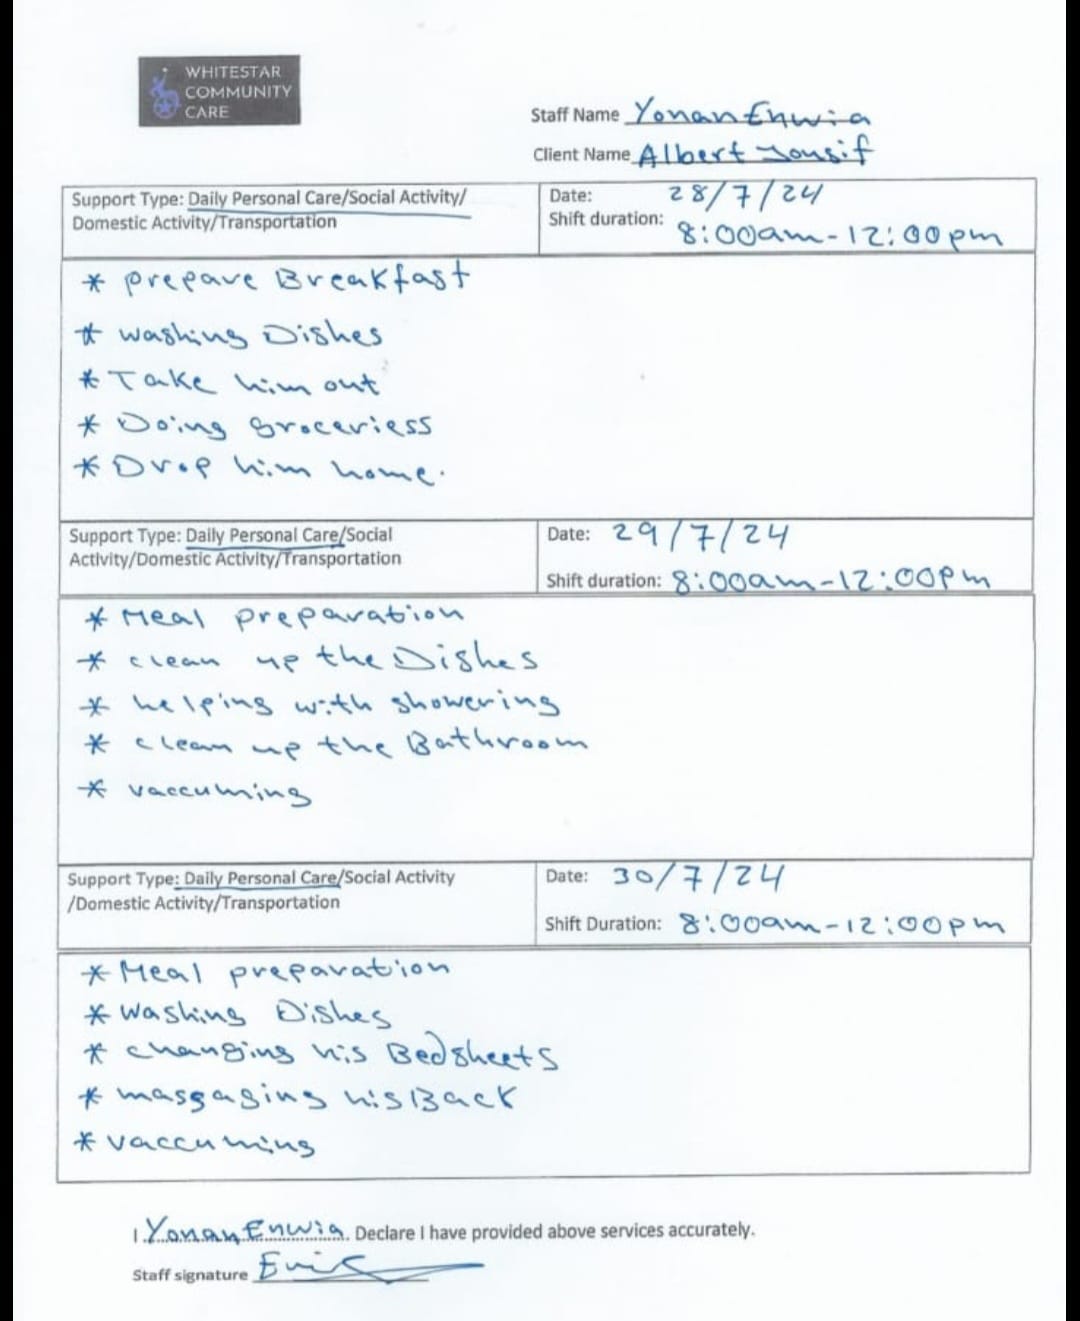 WHITESTAR
COMMUNITY
CARE
Staff Name Yonan Enwia
Client Name Albert Yousif
Support Type: Daily Personal Care/Social Activity/
Domestic Activity/Transportation
Date: 28/7/24
Shift duration: 8:00am-12:00pm
* prepare Breakfast
* washing Dishes
* Take him out
* Doing groceriess
* Drop him home.
Support Type: Daily Personal Care/Social
Activity/Domestic Activity/Transportation
Date: 29/7/24
Shift duration: 8:00am-12:00pm
* Meal preparation
* clean up the Dishes
* helping with showering
* clean up the Bathroom
* vaccuming
Support Type: Daily Personal Care/Social Activity
/Domestic Activity/Transportation
Date: 30/7/24
Shift Duration: 8:00am-12:00pm
* Meal preparation
* washing Dishes
* changing his Bedsheets
* massaging his Back
* vaccuming
I Yonan Enwia. Declare I have provided above services accurately.
Staff signature